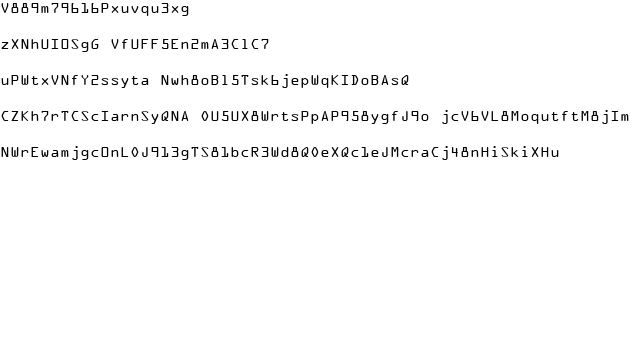 V889m79616Pxuvqu3xg
zXNhUIOSgG VfUFF5En2mA3C1C7
uPWtxVNfY2ssyta Nwh8oB15Tsk6jepWqKIDoBAsQ
CZKh7rTCScIarnSyQNA 0U5UX8WrtsPpAP958ygfJ9o jcV6VL8MoqutftM8jIm
NWrEwamjgcOnL0J913gTS81bcR3Wd8Q0eXQc1eJMcraCj48nHiSkiXHu